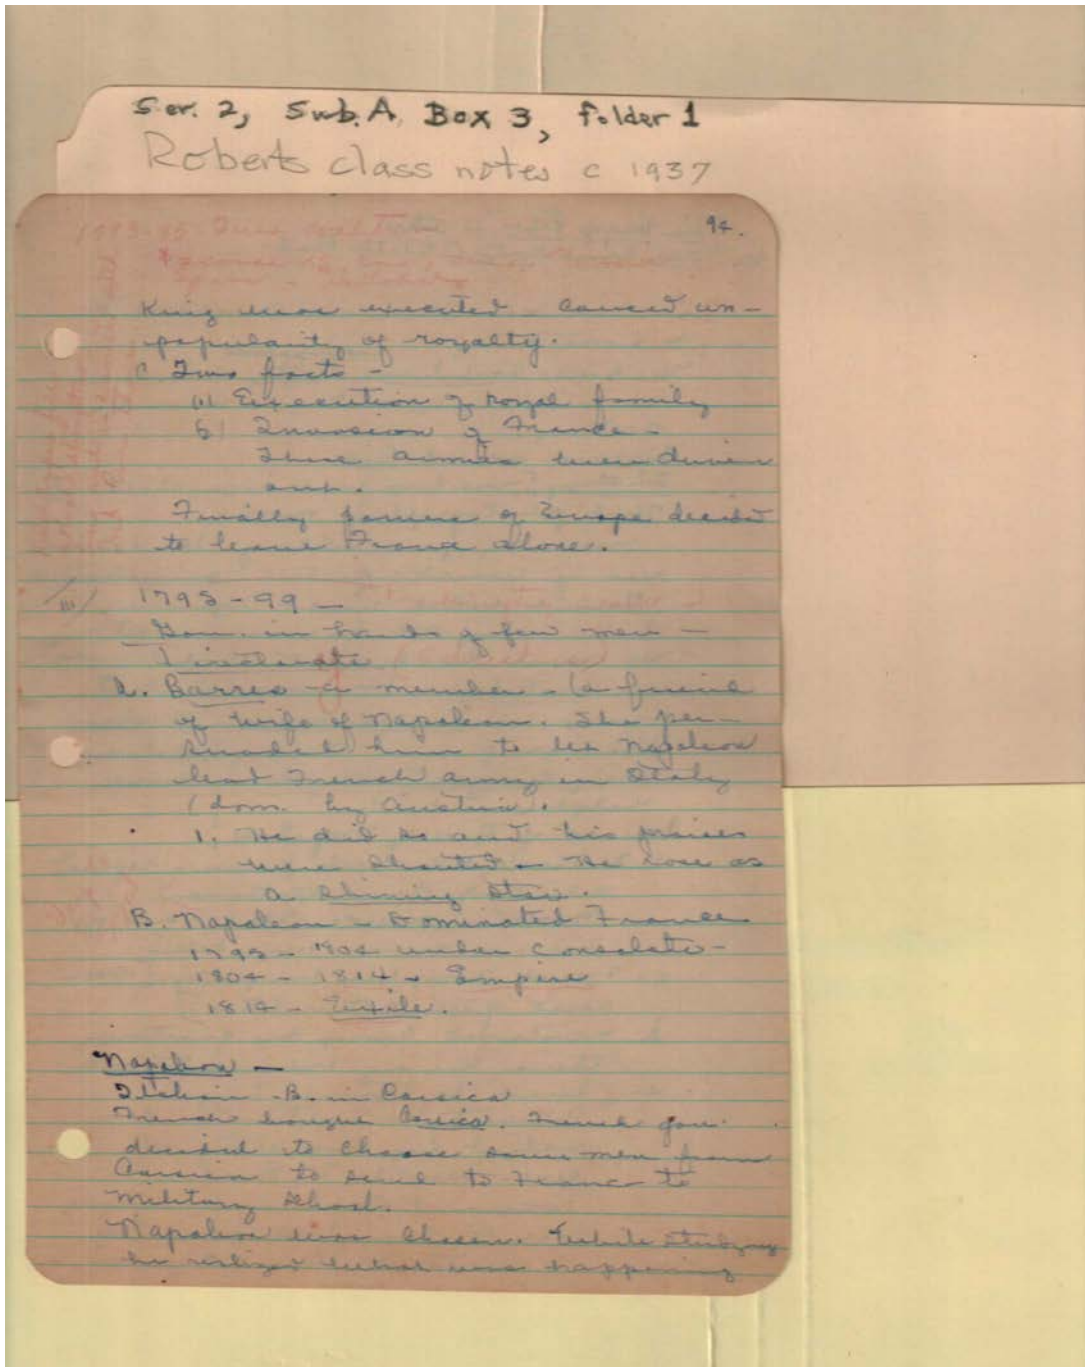 Ser. 2, Sub. A, Box 3, folder 1
Roberts class notes c 1937
94.
King was executed caused un-
popularity of royalty.
c Two facts -
(a) Execution of royal family
b) Invasion of France -
These armies were driven
out.
Finally powers of Europe decided
to leave France alone.
III
1795-99 -
Gov. in hands of few men -
Directorate
A. Barres - a member - (a friend
of wife of Napoleon. She per-
suaded him to let Napoleon
lead French army in Italy
(dom. by Austria).
1. He did so and his praises
were shouted - He rose as
a shining star.
B. Napoleon - Dominated France
1799 - 1804 under Consulate -
1804 - 1814 - Empire
1814 - Exile.
Napoleon -
Italian - B. in Corsica
French bought Corsica. French gov.
decided to choose some men from
Corsica to send to France to
military school.
Napoleon was chosen. While studying
he realized what was happening